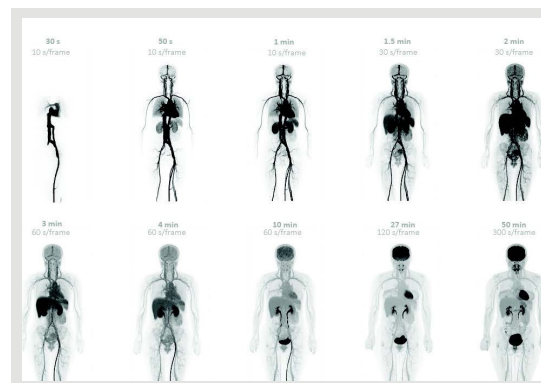 30 s
10 s/frame
50 s
10 s/frame
1 min
10 s/frame
1.5 min
30 s/frame
2 min
30 s/frame
3 min
60 s/frame
4 min
60 s/frame
10 min
60 s/frame
27 min
120 s/frame
50 min
300 s/frame